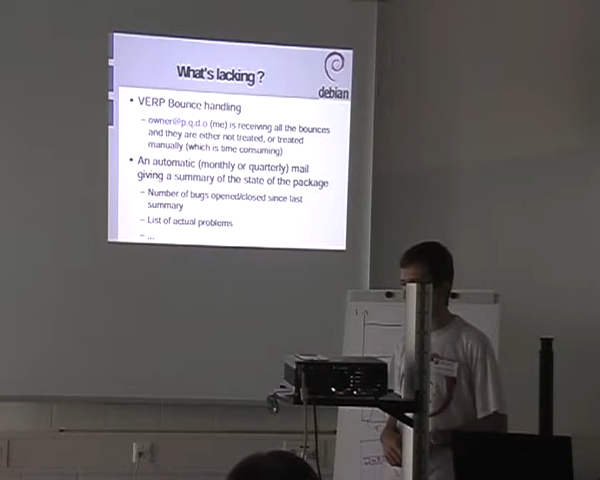 What's lacking ?
debian
• VERP Bounce handling
– owner@p.q.d.o (me) is receiving all the bounces
and they are either not treated, or treated
manually (which is time consuming)
• An automatic (monthly or quarterly) mail
giving a summary of the state of the package
– Number of bugs opened/closed since last
summary
– List of actual problems
– ...